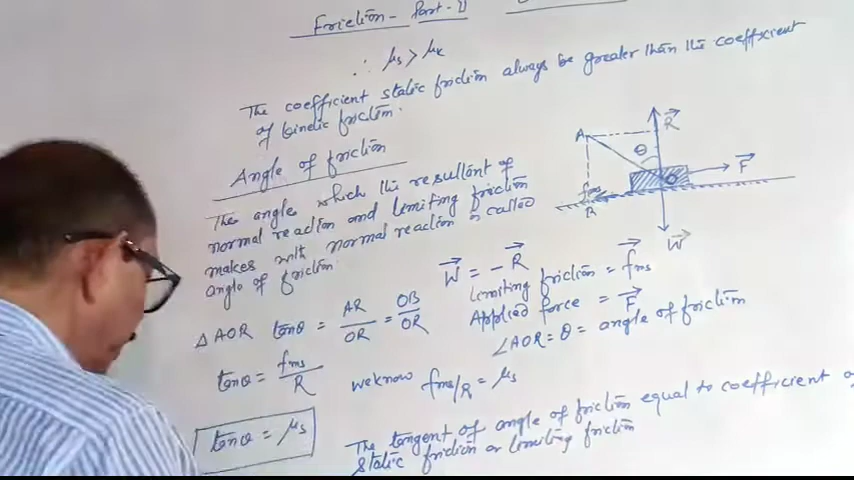 Friction - Part-II
∴ μs > μk
The coefficient static friction always be greater than the coefficient
of kinetic friction.
Angle of friction
The angle which the resultant of
normal reaction and limiting friction
makes with normal reaction is called
angle of friction.
A
R
θ
O
F
W
W = - R
Limiting friction = fms
Applied force = F
∠AOR = θ = angle of friction
Δ AOR tanθ = AR/OR = OB/OR
tanθ = fms/R we know fms/R = μs
tanθ = μs
The tangent of angle of friction equal to coefficient
static friction or limiting friction